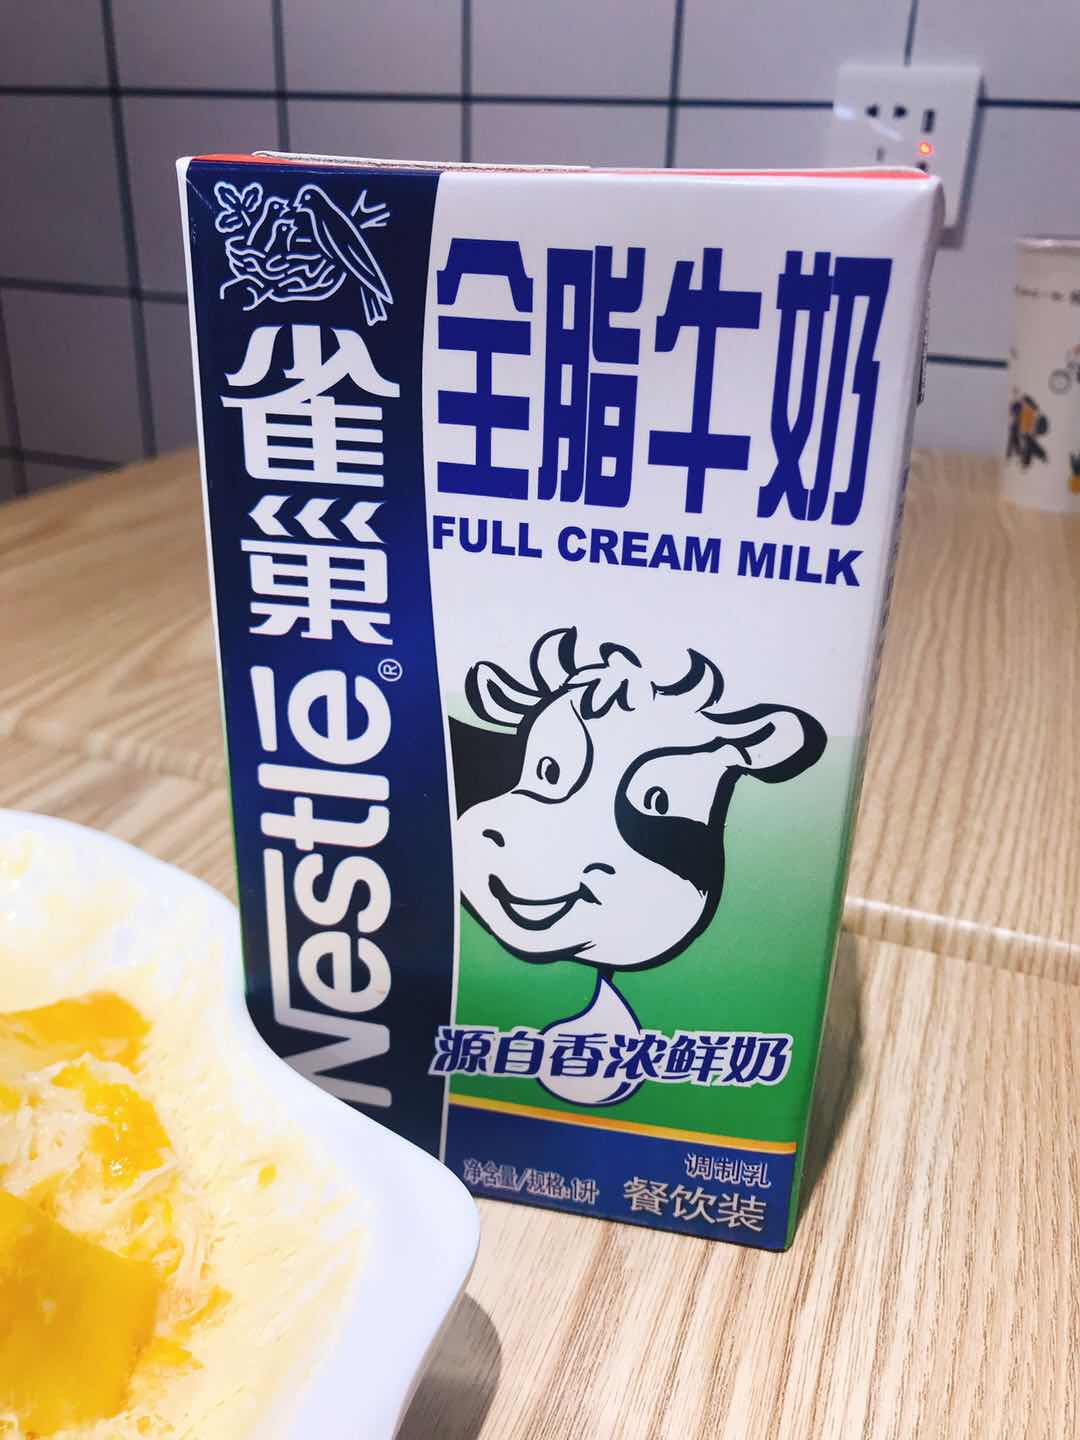 雀巢
Nestlé®
全脂牛奶
FULL CREAM MILK
源自香浓鲜奶
调制乳
净含量/规格:1升
餐饮装